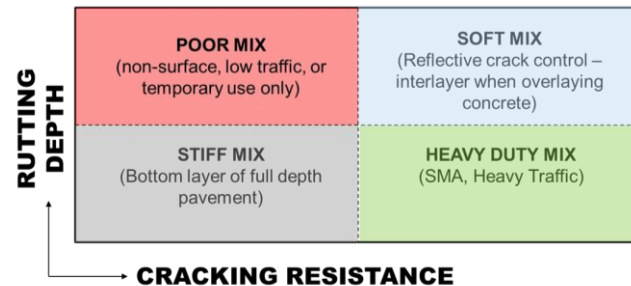 POOR MIX
(non-surface, low traffic, or
temporary use only)
SOFT MIX
(Reflective crack control –
interlayer when overlaying
concrete)
STIFF MIX
(Bottom layer of full depth
pavement)
HEAVY DUTY MIX
(SMA, Heavy Traffic)
RUTTING
DEPTH
CRACKING RESISTANCE